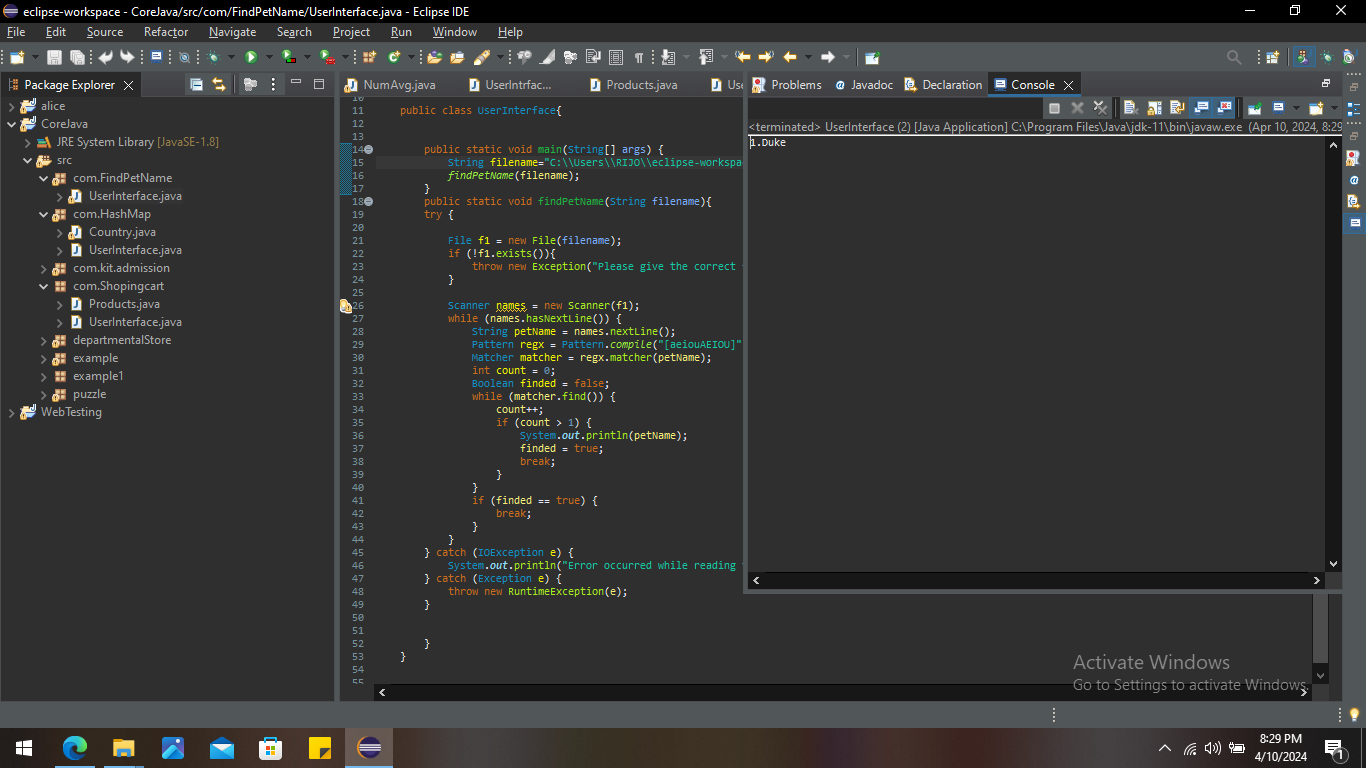 eclipse-workspace - CoreJava/src/com/FindPetName/UserInterface.java - Eclipse IDE
File Edit Source Refactor Navigate Search Project Run Window Help
Package Explorer
alice
CoreJava
JRE System Library [JavaSE-1.8]
src
com.FindPetName
UserInterface.java
com.HashMap
Country.java
UserInterface.java
com.kit.admission
com.Shopingcart
Products.java
UserInterface.java
departmentalStore
example
example1
puzzle
WebTesting
NumAvg.java UserIntrfac... Products.java Use
10
11 public class UserInterface{
12
13
14 public static void main(String[] args) {
15 String filename="C:\\Users\\RIJO\\eclipse-workspa
16 findPetName(filename);
17 }
18 public static void findPetName(String filename){
19 try {
20
21 File f1 = new File(filename);
22 if (!f1.exists()){
23 throw new Exception("Please give the correct
24 }
25
26 Scanner names = new Scanner(f1);
27 while (names.hasNextLine()) {
28 String petName = names.nextLine();
29 Pattern regx = Pattern.compile("[aeiouAEIOU]"
30 Matcher matcher = regx.matcher(petName);
31 int count = 0;
32 Boolean finded = false;
33 while (matcher.find()) {
34 count++;
35 if (count > 1) {
36 System.out.println(petName);
37 finded = true;
38 break;
39 }
40 }
41 if (finded == true) {
42 break;
43 }
44 }
45 } catch (IOException e) {
46 System.out.println("Error occurred while reading
47 } catch (Exception e) {
48 throw new RuntimeException(e);
49 }
50
51
52 }
53 }
54
55
Problems Javadoc Declaration Console
<terminated> UserInterface (2) [Java Application] C:\Program Files\Java\jdk-11\bin\javaw.exe (Apr 10, 2024, 8:29
1.Duke
Activate Windows
Go to Settings to activate Windows.
8:29 PM
4/10/2024
1